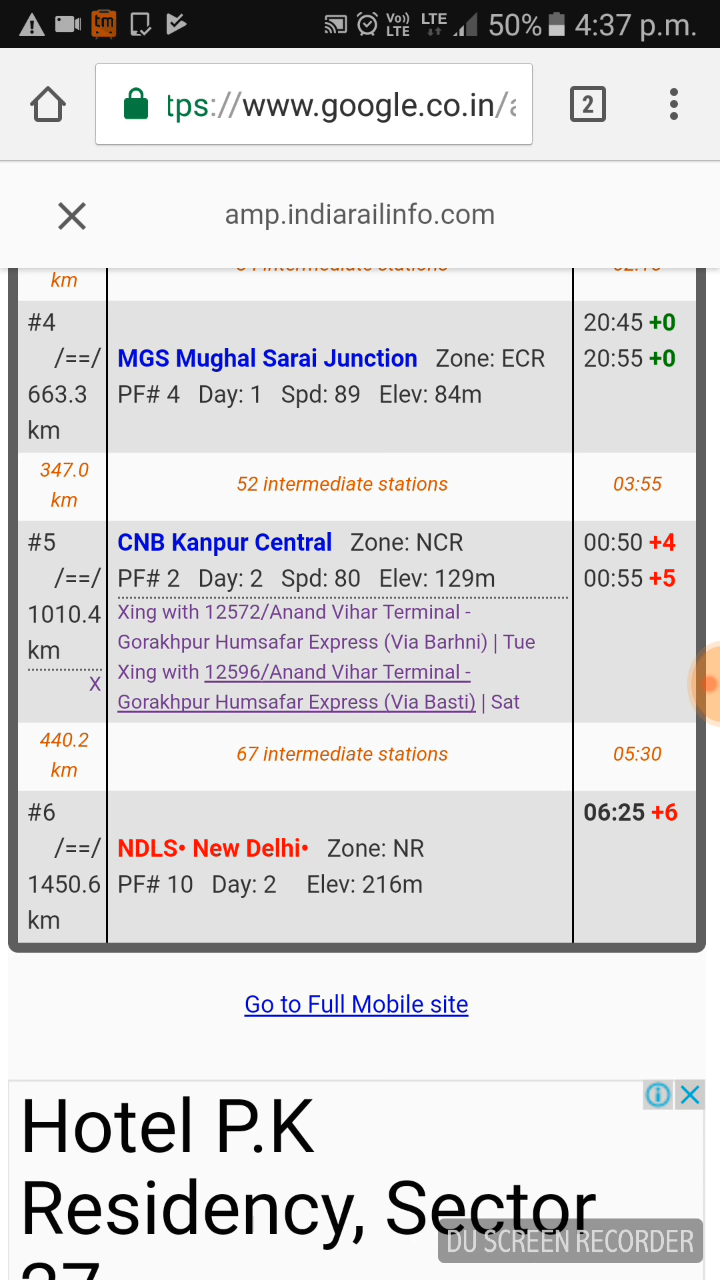 tm Vo)) LTE LTE 50% 4:37 p.m.
tps://www.google.co.in/a 2
amp.indiarailinfo.com
km intermediate stations
#4 20:45 +0
/==/ MGS Mughal Sarai Junction Zone: ECR 20:55 +0
663.3 PF# 4 Day: 1 Spd: 89 Elev: 84m
km
347.0
km 52 intermediate stations 03:55
#5 CNB Kanpur Central Zone: NCR 00:50 +4
/==/ PF# 2 Day: 2 Spd: 80 Elev: 129m 00:55 +5
1010.4 Xing with 12572/Anand Vihar Terminal -
km Gorakhpur Humsafar Express (Via Barhni) | Tue
X Xing with 12596/Anand Vihar Terminal -
Gorakhpur Humsafar Express (Via Basti) | Sat
440.2
km 67 intermediate stations 05:30
#6 06:25 +6
/==/ NDLS• New Delhi• Zone: NR
1450.6 PF# 10 Day: 2 Elev: 216m
km
Go to Full Mobile site
Hotel P.K
Residency, Sector
DU SCREEN RECORDER